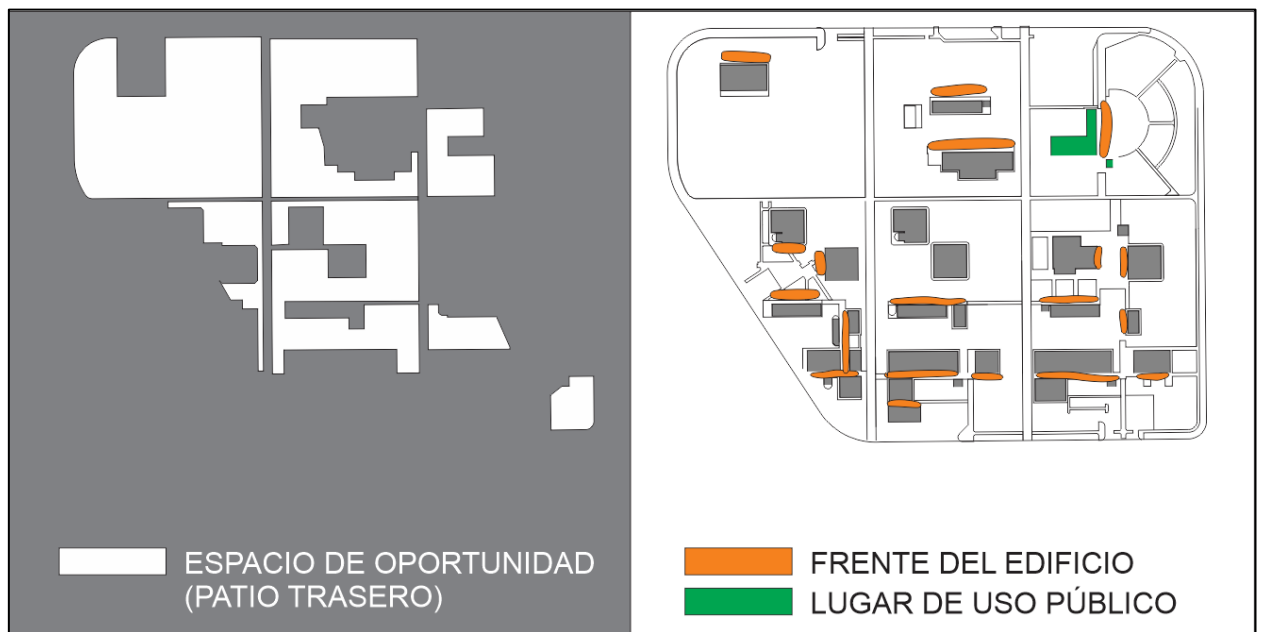 ESPACIO DE OPORTUNIDAD
(PATIO TRASERO)
FRENTE DEL EDIFICIO
LUGAR DE USO PÚBLICO